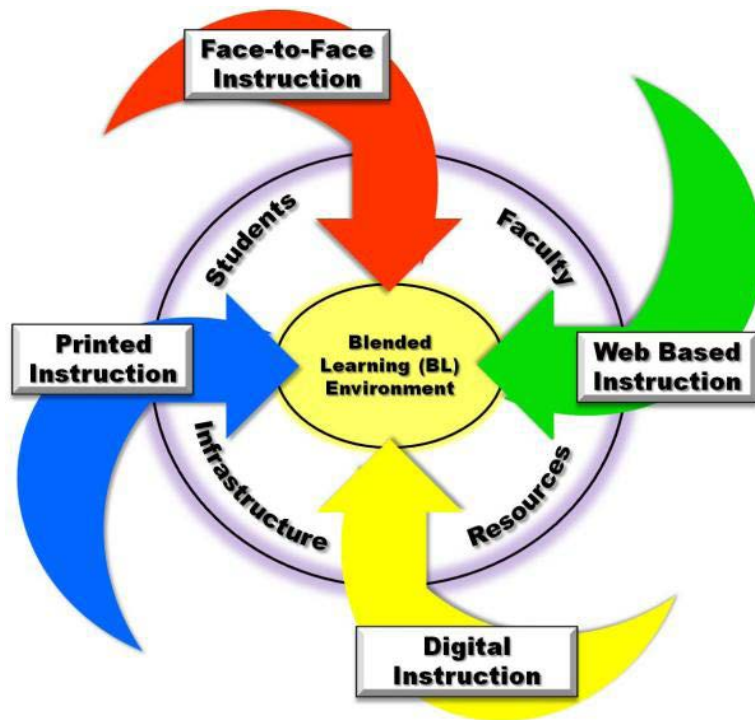 Face-to-Face
Instruction
Students
Faculty
Printed
Instruction
Blended
Learning (BL)
Environment
Web Based
Instruction
Infrastructure
Resources
Digital
Instruction